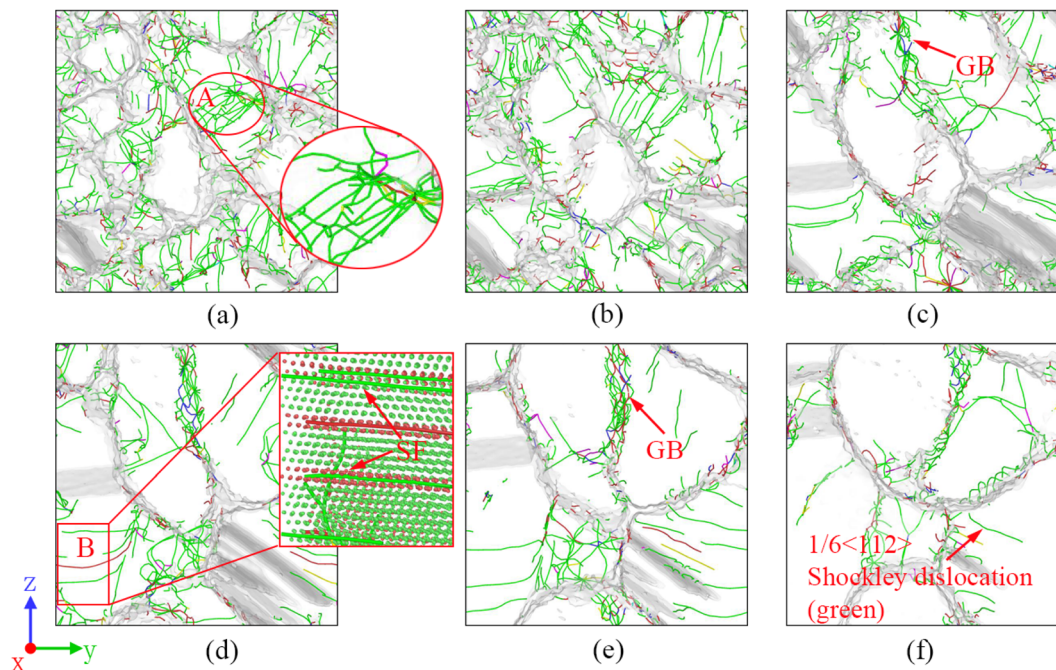 A
GB
(a)
(b)
(c)
SF
B
GB
1/6<112>
Shockley dislocation
(green)
z
x
y
(d)
(e)
(f)